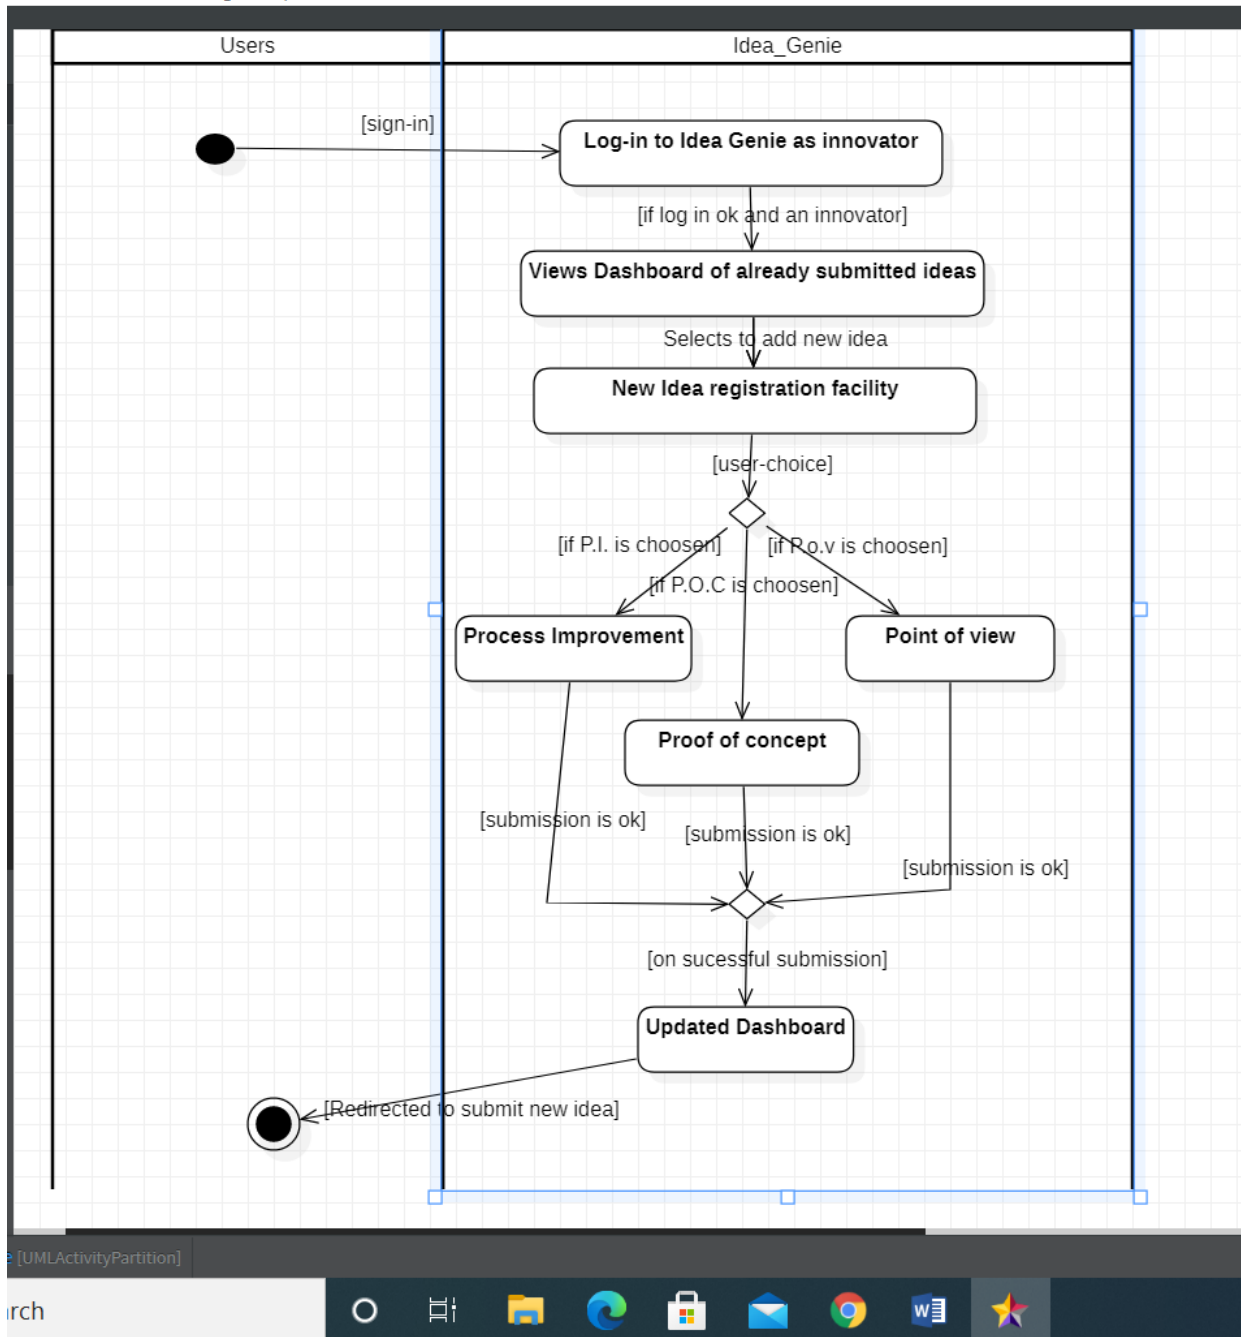 Users
Idea_Genie
[sign-in]
Log-in to Idea Genie as innovator
[if log in ok and an innovator]
Views Dashboard of already submitted ideas
Selects to add new idea
New Idea registration facility
[user-choice]
[if P.I. is choosen]
[if P.o.v is choosen]
[if P.O.C is choosen]
Process Improvement
Point of view
Proof of concept
[submission is ok]
[submission is ok]
[submission is ok]
[on sucessful submission]
Updated Dashboard
[Redirected to submit new idea]
[UMLActivityPartition]
rch